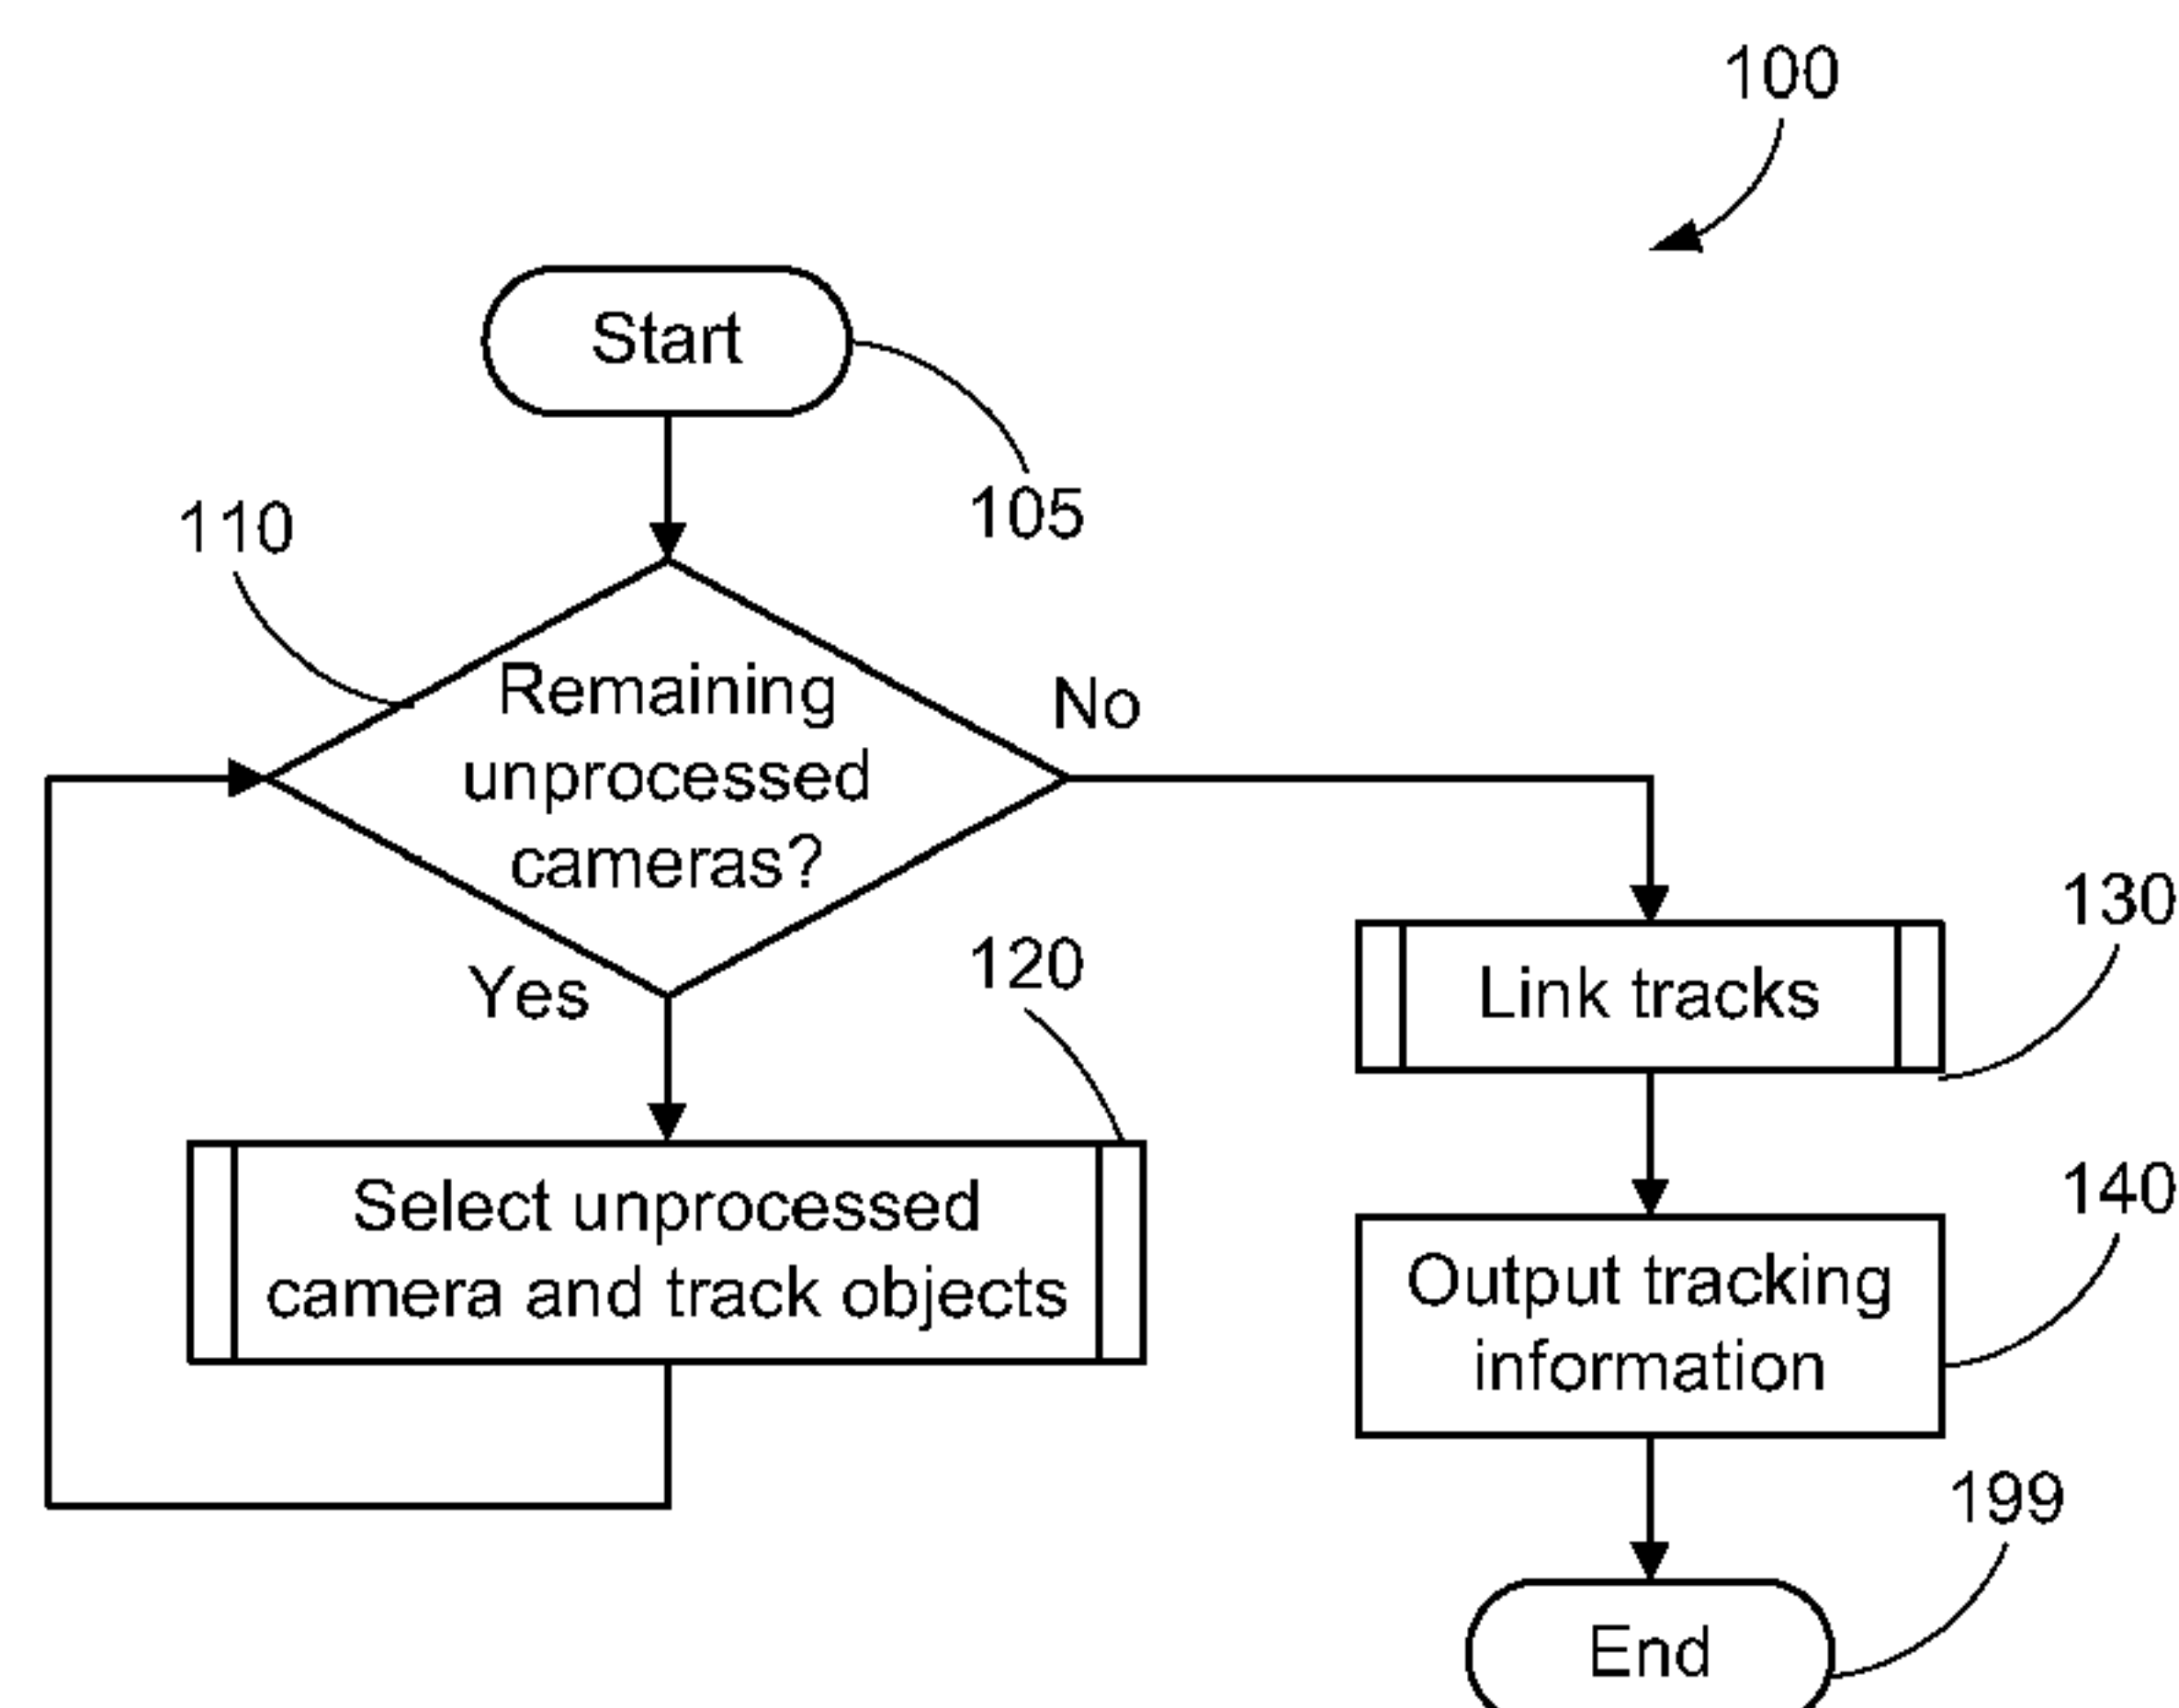 100
Start
105
110
Remaining
unprocessed
cameras?
No
Yes
120
Select unprocessed
camera and track objects
130
Link tracks
140
Output tracking
information
199
End